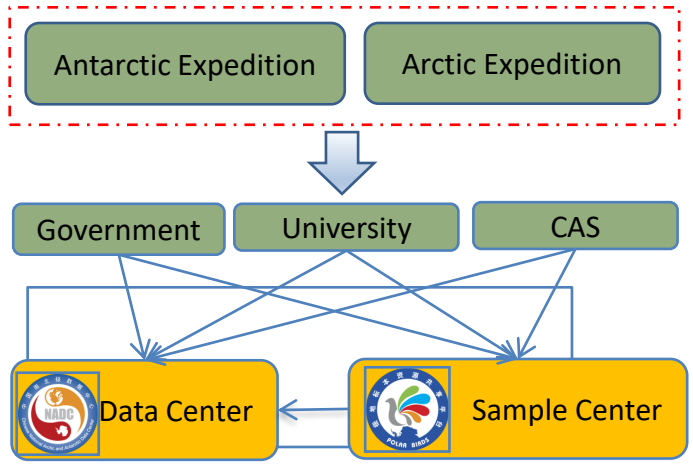 Antarctic Expedition
Arctic Expedition
Government
University
CAS
NADC
Data Center
POLAR BIRDS
Sample Center